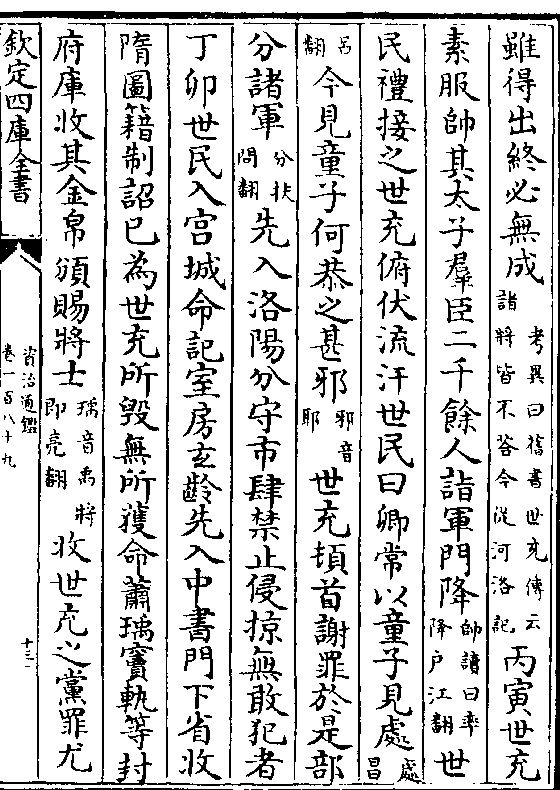 雖得出終必無成考異曰舊書世充傳云諸將皆不答今從河洛記丙寅世充
素服帥其太子羣臣二千餘人詣軍門降帥讀曰率降户江翻世
民禮接之世充俯伏流汗世民曰卿常以童子見處處昌
吕翻今見童子何恭之甚邪邪音耶世充頓首謝罪於是部
分諸軍分扶問翻先入洛陽分守市肆禁止侵掠無敢犯者
丁卯世民入宫城命記室房玄齡先入中書門下省收
隋圖籍制詔已為世充所毁無所獲命蕭瑀竇軌等封
府庫收其金帛頒賜將士瑀音禹將即亮翻收世充之黨罪尤
欽定四庫全書
資治通鑑
卷一百八十九
十三